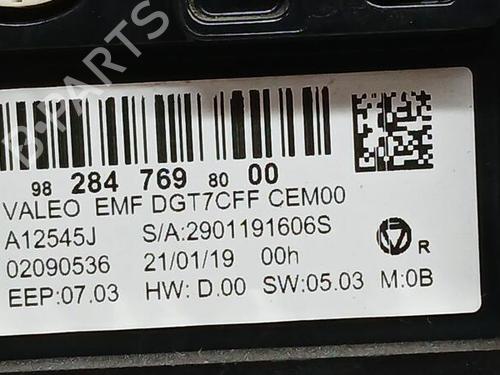 B-PARTS
98 284 769 80 00
VALEO EMF DGT7CFF CEM00
A12545J S/A:2901191606S
02090536 21/01/19 00h
R
EEP:07.03 HW: D.00 SW:05.03 M:0B